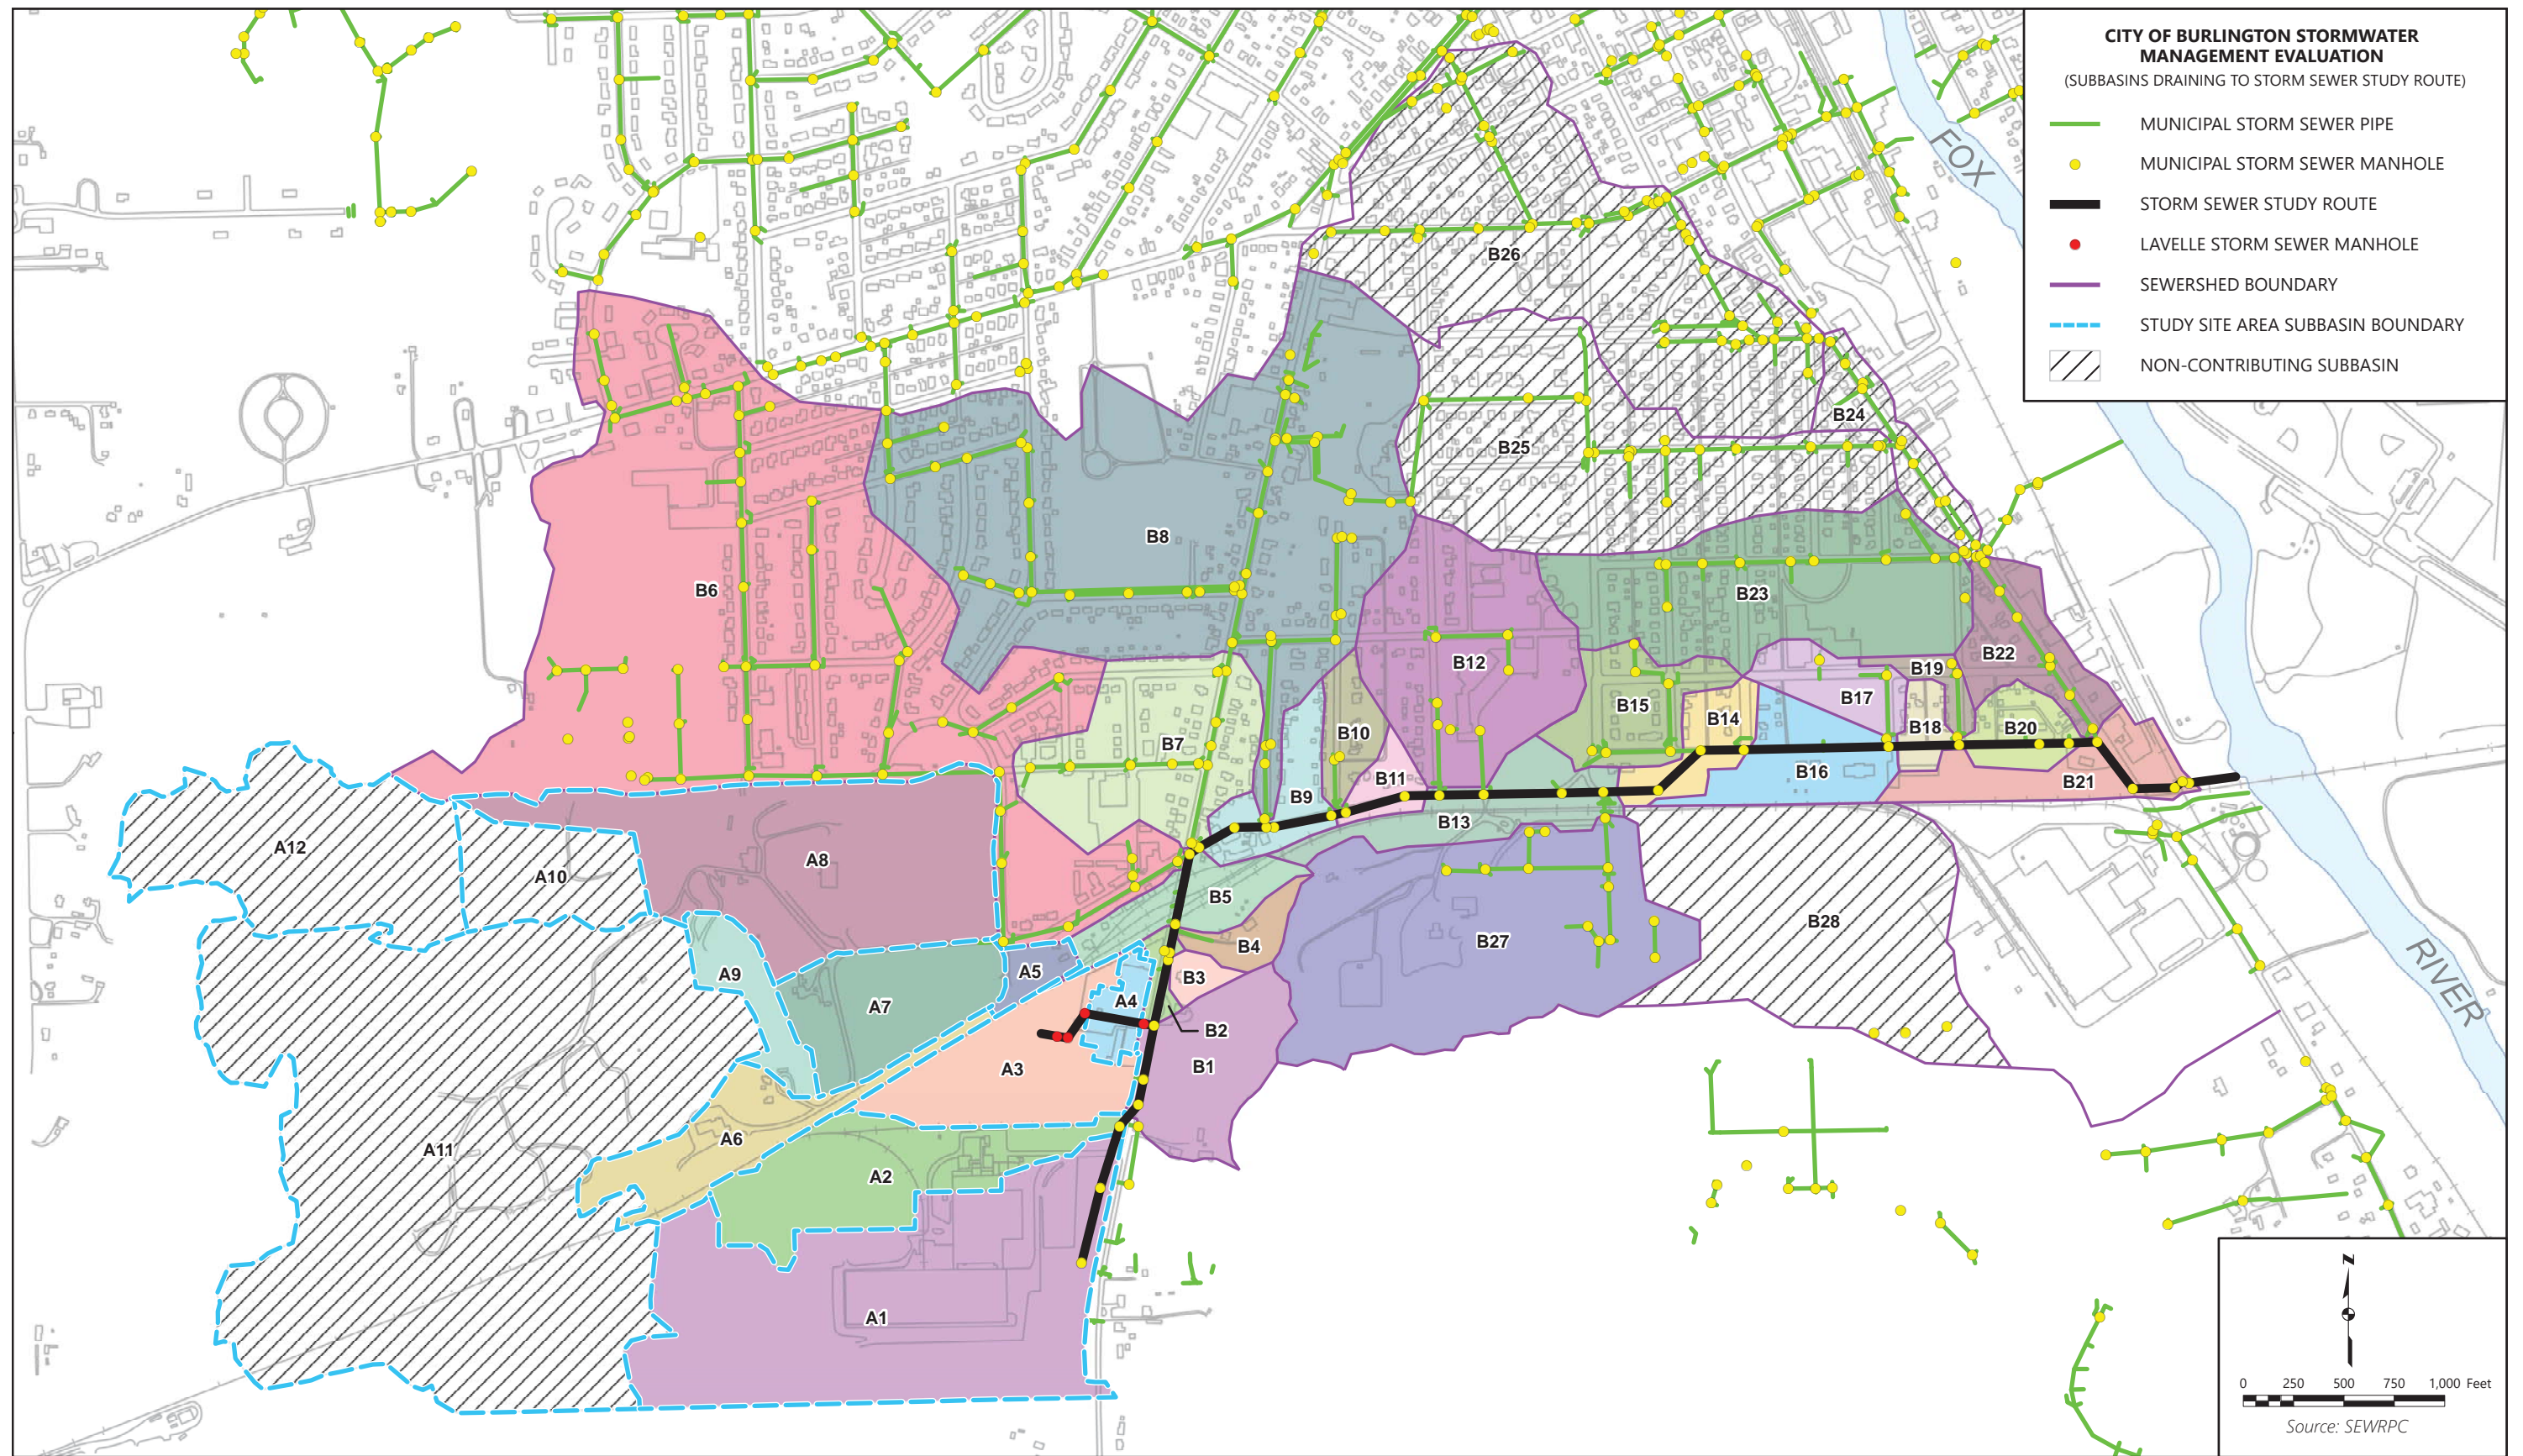 CITY OF BURLINGTON STORMWATER
MANAGEMENT EVALUATION
(SUBBASINS DRAINING TO STORM SEWER STUDY ROUTE)
MUNICIPAL STORM SEWER PIPE
MUNICIPAL STORM SEWER MANHOLE
STORM SEWER STUDY ROUTE
LAVELLE STORM SEWER MANHOLE
SEWERSHED BOUNDARY
STUDY SITE AREA SUBBASIN BOUNDARY
NON-CONTRIBUTING SUBBASIN
FOX
B26
B24
B25
B8
B6
B23
B22
B12
B19
B17
B15
B14
B18
B20
B10
B7
B11
B16
B21
B9
B13
A12
A8
A10
B5
B28
B27
B4
A5
A9
B3
RIVER
A4
A7
B2
B1
A3
A6
A11
A2
A1
N
0 250 500 750 1,000 Feet
Source: SEWRPC